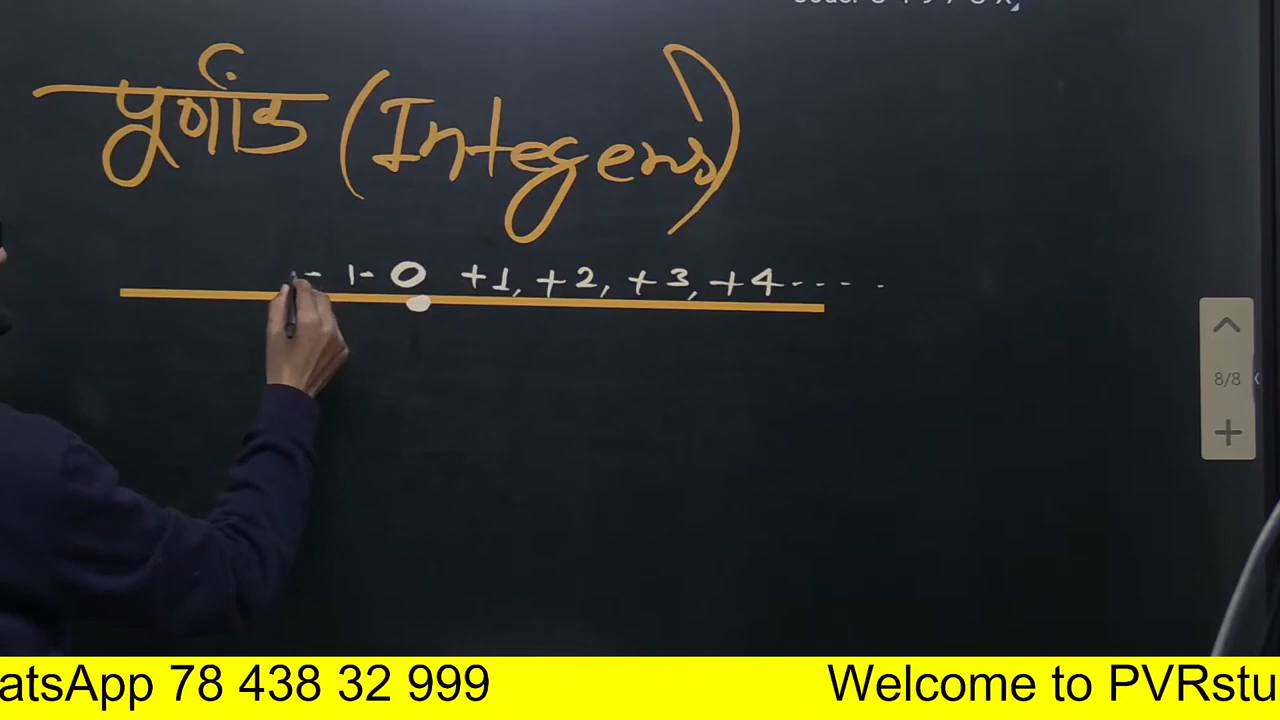 पूर्णांक (Integers)
- 1- 0 +1, +2, +3, +4-----
8/8
atsApp 78 438 32 999 Welcome to PVRstu